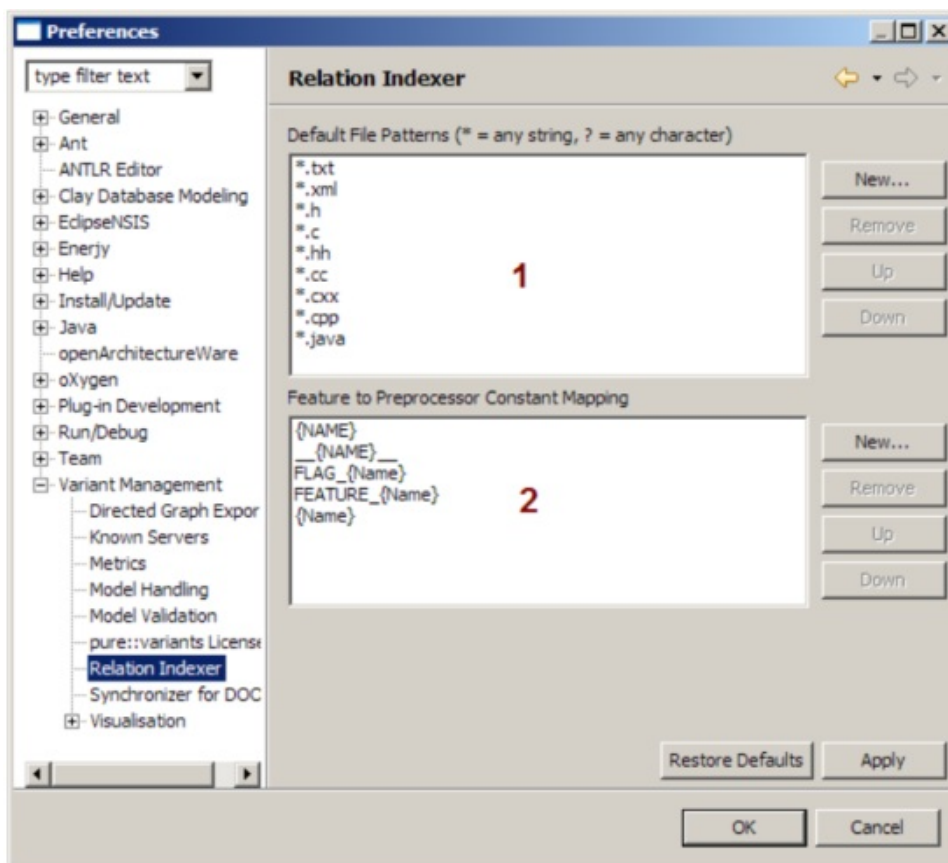 Preferences
type filter text
General
Ant
ANTLR Editor
Clay Database Modeling
EclipseNSIS
Enerjy
Help
Install/Update
Java
openArchitectureWare
oXygen
Plug-in Development
Run/Debug
Team
Variant Management
Directed Graph Expor
Known Servers
Metrics
Model Handling
Model Validation
pure::variants License
Relation Indexer
Synchronizer for DOO
Visualisation
Relation Indexer
Default File Patterns (* = any string, ? = any character)
*.txt
*.xml
*.h
*.c
*.hh
*.cc
*.cxx
*.cpp
*.java
1
New...
Remove
Up
Down
Feature to Preprocessor Constant Mapping
{NAME}
__{NAME}__
FLAG_{Name}
FEATURE_{Name}
{Name}
2
New...
Remove
Up
Down
Restore Defaults
Apply
OK
Cancel